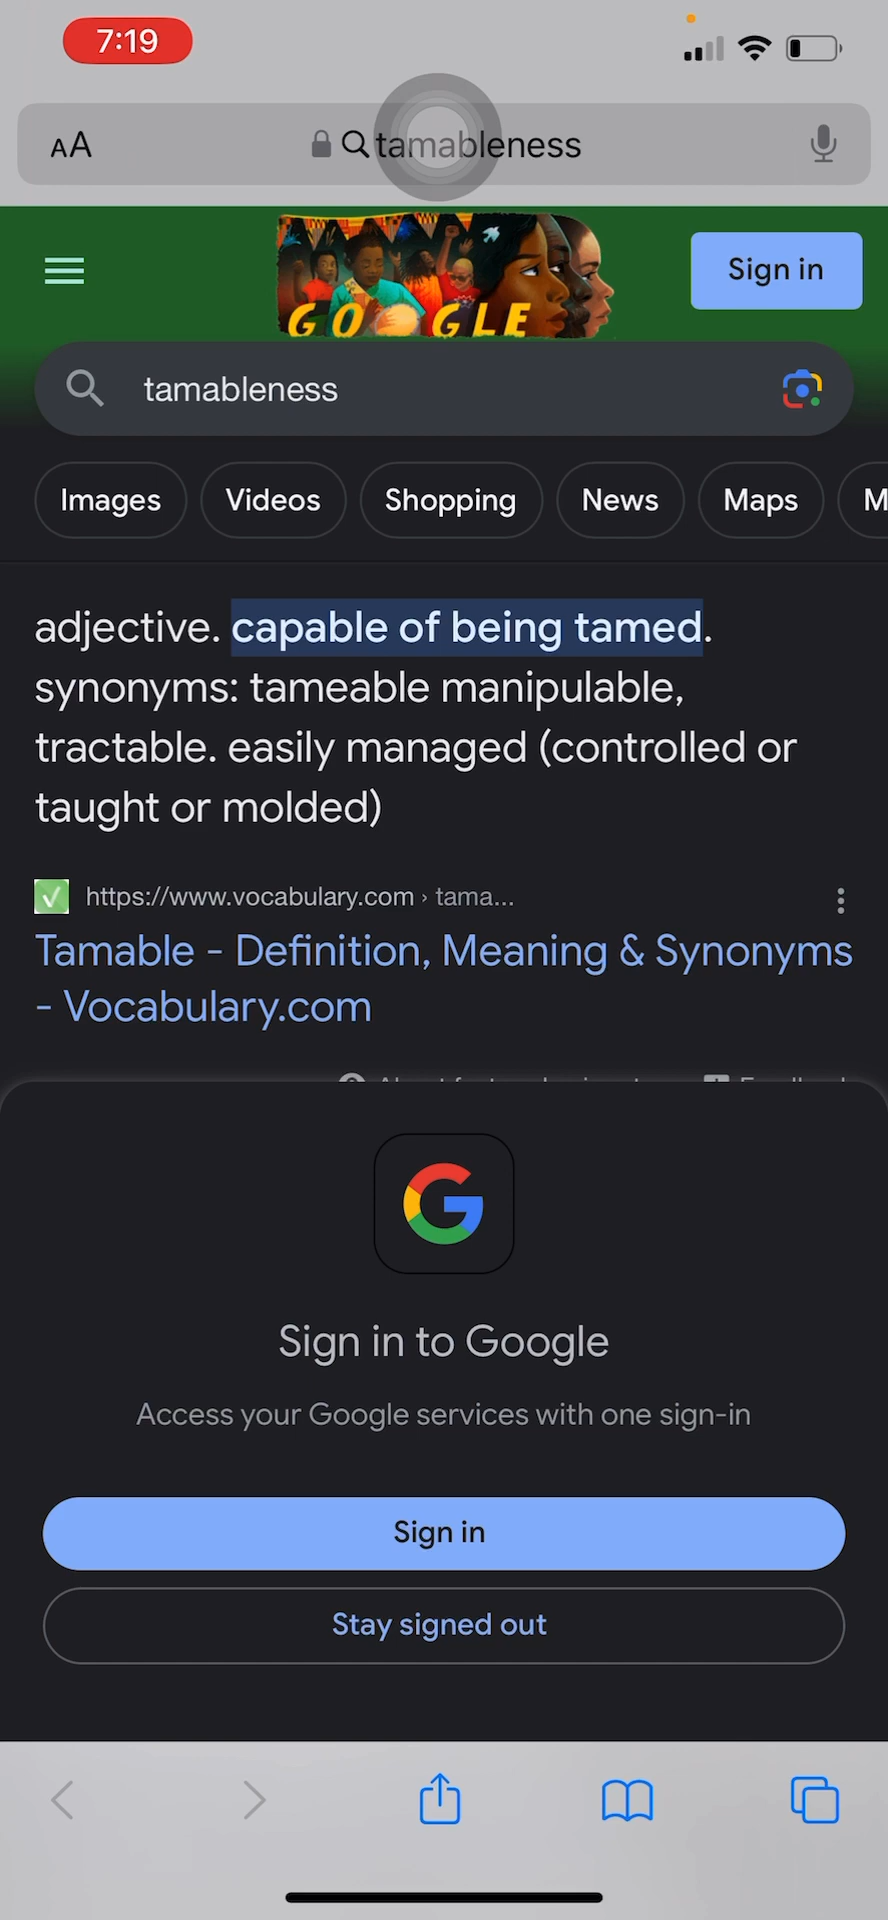 7:19
AA tamableness
GOOGLE
Sign in
tamableness
Images Videos Shopping News Maps M
adjective. capable of being tamed.
synonyms: tameable manipulable,
tractable. easily managed (controlled or
taught or molded)
https://www.vocabulary.com › tama...
Tamable - Definition, Meaning & Synonyms
- Vocabulary.com
G
Sign in to Google
Access your Google services with one sign-in
Sign in
Stay signed out